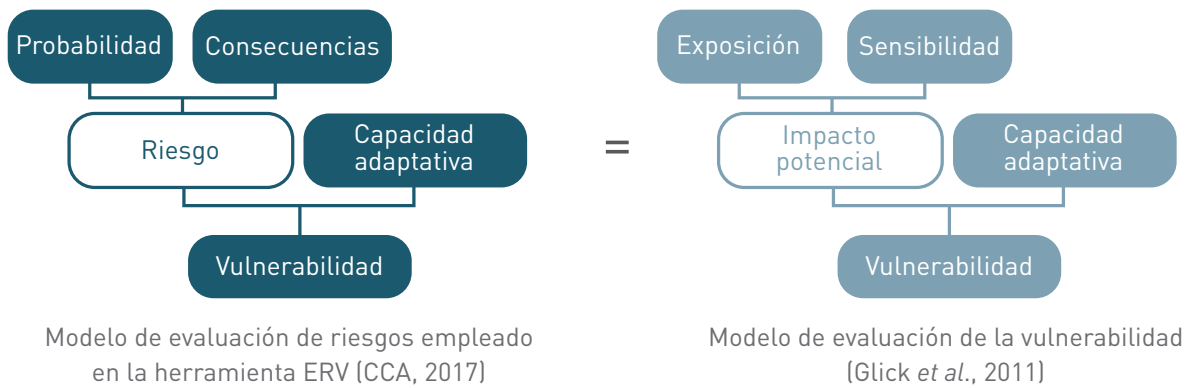 Probabilidad
Consecuencias
Riesgo
Capacidad
adaptativa
Vulnerabilidad
Modelo de evaluación de riesgos empleado
en la herramienta ERV (CCA, 2017)
=
Exposición
Sensibilidad
Impacto
potencial
Capacidad
adaptativa
Vulnerabilidad
Modelo de evaluación de la vulnerabilidad
(Glick et al., 2011)